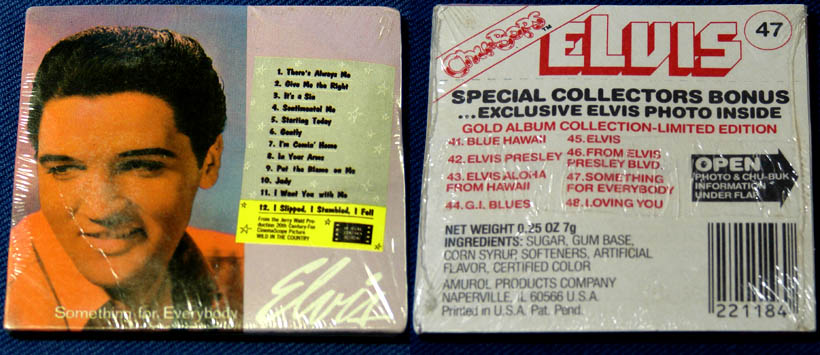 1. There's Always Me
2. Give Me the Right
3. It's a Sin
4. Sentimental Me
5. Starting Today
6. Gently
7. I'm Comin' Home
8. In Your Arms
9. Put the Blame on Me
10. Judy
11. I Want You with Me
12. I Slipped, I Stumbled, I Fell
From the Jerry Wald Pro-
duction 20th Century-Fox
CinemaScope Picture
WILD IN THE COUNTRY
Something for Everybody
Elvis
Chu-Bops™
ELVIS
47
SPECIAL COLLECTORS BONUS
...EXCLUSIVE ELVIS PHOTO INSIDE
GOLD ALBUM COLLECTION-LIMITED EDITION
41. BLUE HAWAII
42. ELVIS PRESLEY
43. ELVIS ALOHA
FROM HAWAII
44. G.I. BLUES
45. ELVIS
46. FROM ELVIS
PRESLEY BLVD.
47. SOMETHING
FOR EVERYBODY
48. I LOVING YOU
OPEN
PHOTO & CHU-BUK
INFORMATION
UNDER FLAP
NET WEIGHT 0.25 OZ 7g
INGREDIENTS: SUGAR, GUM BASE,
CORN SYRUP, SOFTENERS, ARTIFICIAL
FLAVOR, CERTIFIED COLOR
AMUROL PRODUCTS COMPANY
NAPERVILLE, IL 60566 U.S.A.
Printed in U.S.A. Pat. Pend.
221184